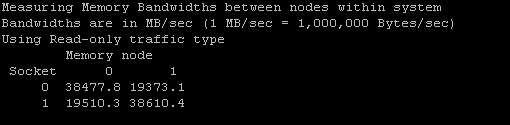 Measuring Memory Bandwidths between nodes within system
Bandwidths are in MB/sec (1 MB/sec = 1,000,000 Bytes/sec)
Using Read-only traffic type
Memory node
Socket 0 1
0 38477.8 19373.1
1 19510.3 38610.4